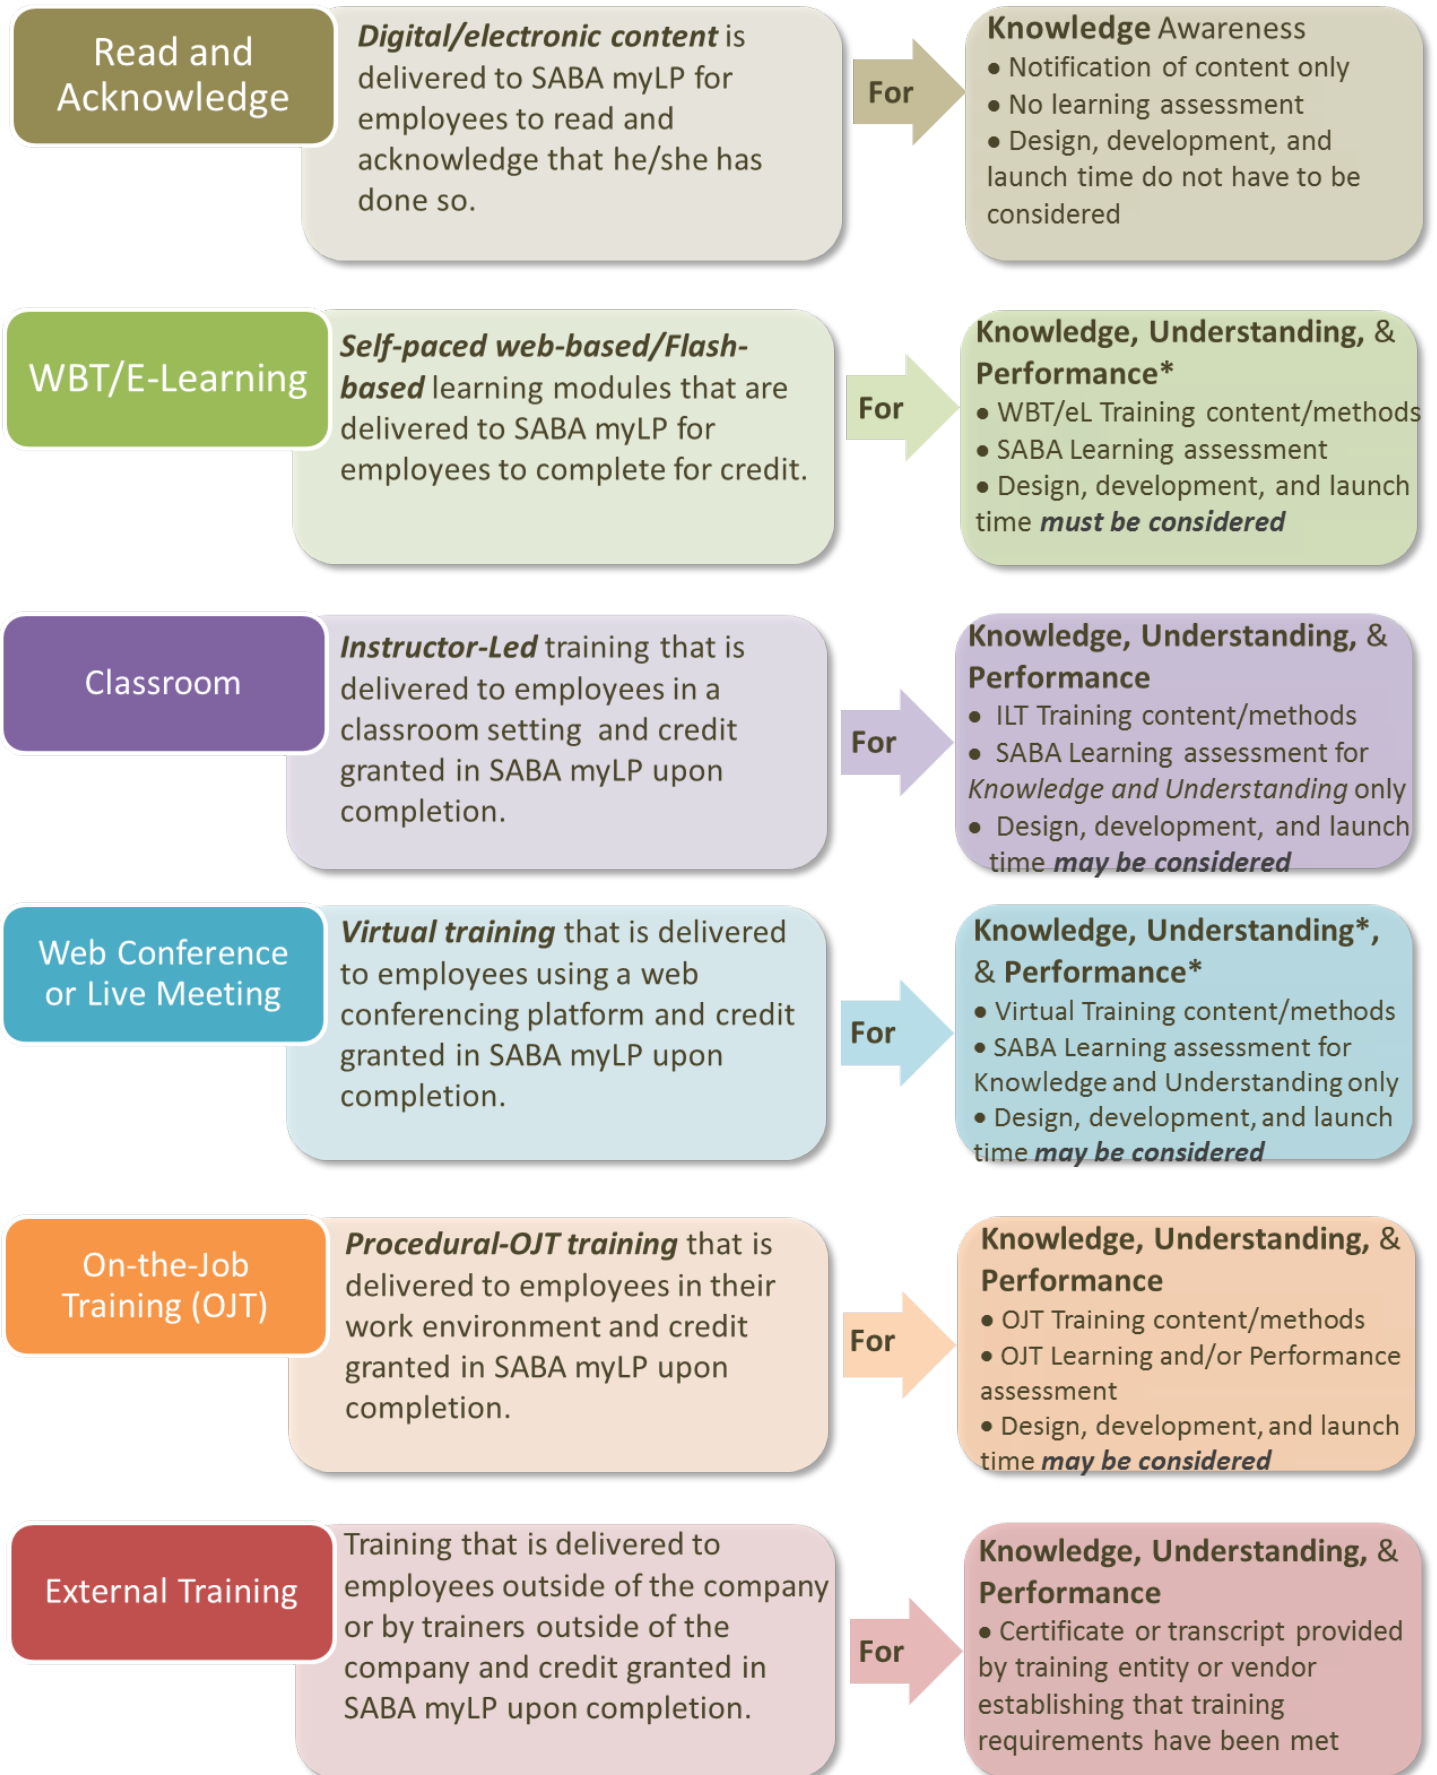 Read and
Acknowledge
Digital/electronic content is
delivered to SABA myLP for
employees to read and
acknowledge that he/she has
done so.
For
Knowledge Awareness
• Notification of content only
• No learning assessment
• Design, development, and
launch time do not have to be
considered
WBT/E-Learning
Self-paced web-based/Flash-
based learning modules that are
delivered to SABA myLP for
employees to complete for credit.
For
Knowledge, Understanding, &
Performance*
• WBT/eL Training content/methods
• SABA Learning assessment
• Design, development, and launch
time must be considered
Classroom
Instructor-Led training that is
delivered to employees in a
classroom setting and credit
granted in SABA myLP upon
completion.
For
Knowledge, Understanding, &
Performance
• ILT Training content/methods
• SABA Learning assessment for
Knowledge and Understanding only
• Design, development, and launch
time may be considered
Web Conference
or Live Meeting
Virtual training that is delivered
to employees using a web
conferencing platform and credit
granted in SABA myLP upon
completion.
For
Knowledge, Understanding*,
& Performance*
• Virtual Training content/methods
• SABA Learning assessment for
Knowledge and Understanding only
• Design, development, and launch
time may be considered
On-the-Job
Training (OJT)
Procedural-OJT training that is
delivered to employees in their
work environment and credit
granted in SABA myLP upon
completion.
For
Knowledge, Understanding, &
Performance
• OJT Training content/methods
• OJT Learning and/or Performance
assessment
• Design, development, and launch
time may be considered
External Training
Training that is delivered to
employees outside of the company
or by trainers outside of the
company and credit granted in
SABA myLP upon completion.
For
Knowledge, Understanding, &
Performance
• Certificate or transcript provided
by training entity or vendor
establishing that training
requirements have been met